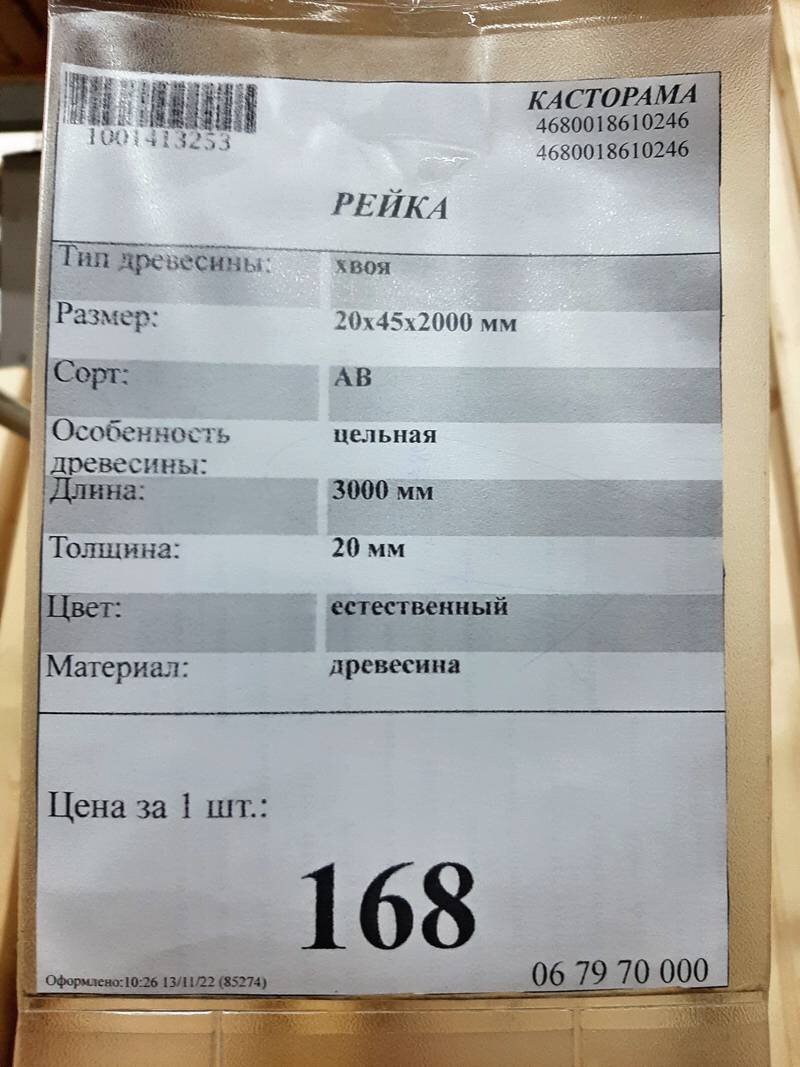 1001413253
КАСТОРАМА
4680018610246
4680018610246
РЕЙКА
Тип древесины: хвоя
Размер: 20х45х2000 мм
Сорт: АВ
Особенность цельная
древесины:
Длина: 3000 мм
Толщина: 20 мм
Цвет: естественный
Материал: древесина
Цена за 1 шт.:
168
Оформлено:10:26 13/11/22 (85274) 06 79 70 000